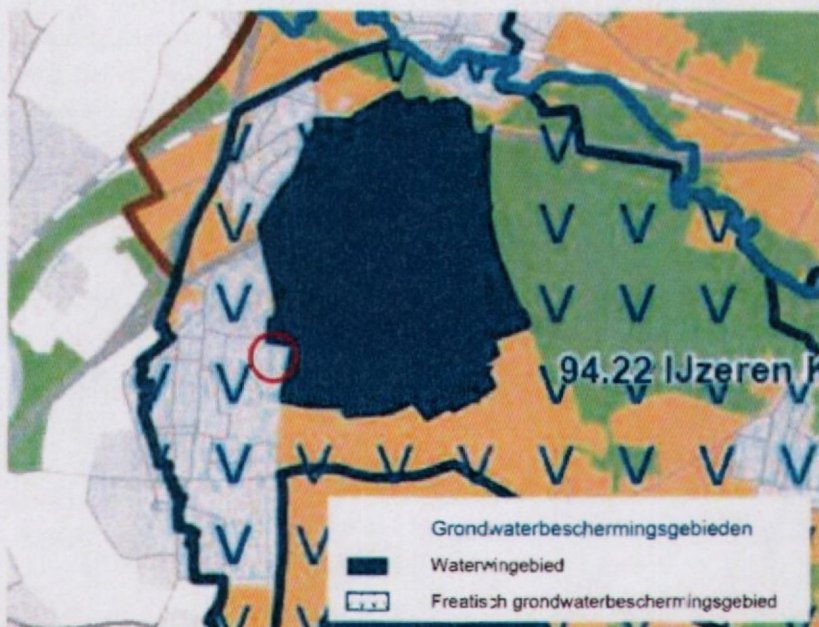 94.22 IJzeren K
Grondwaterbeschermingsgebieden
Waterwingebied
Freatisch grondwaterbeschermingsgebied